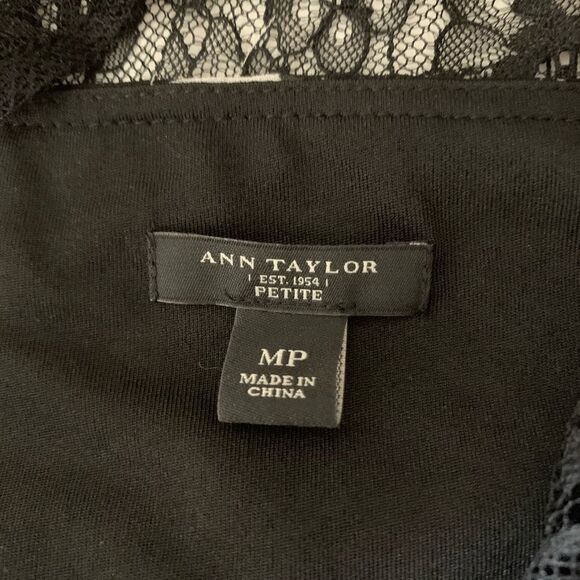 ANN TAYLOR
EST. 1954
PETITE
MP
MADE IN
CHINA